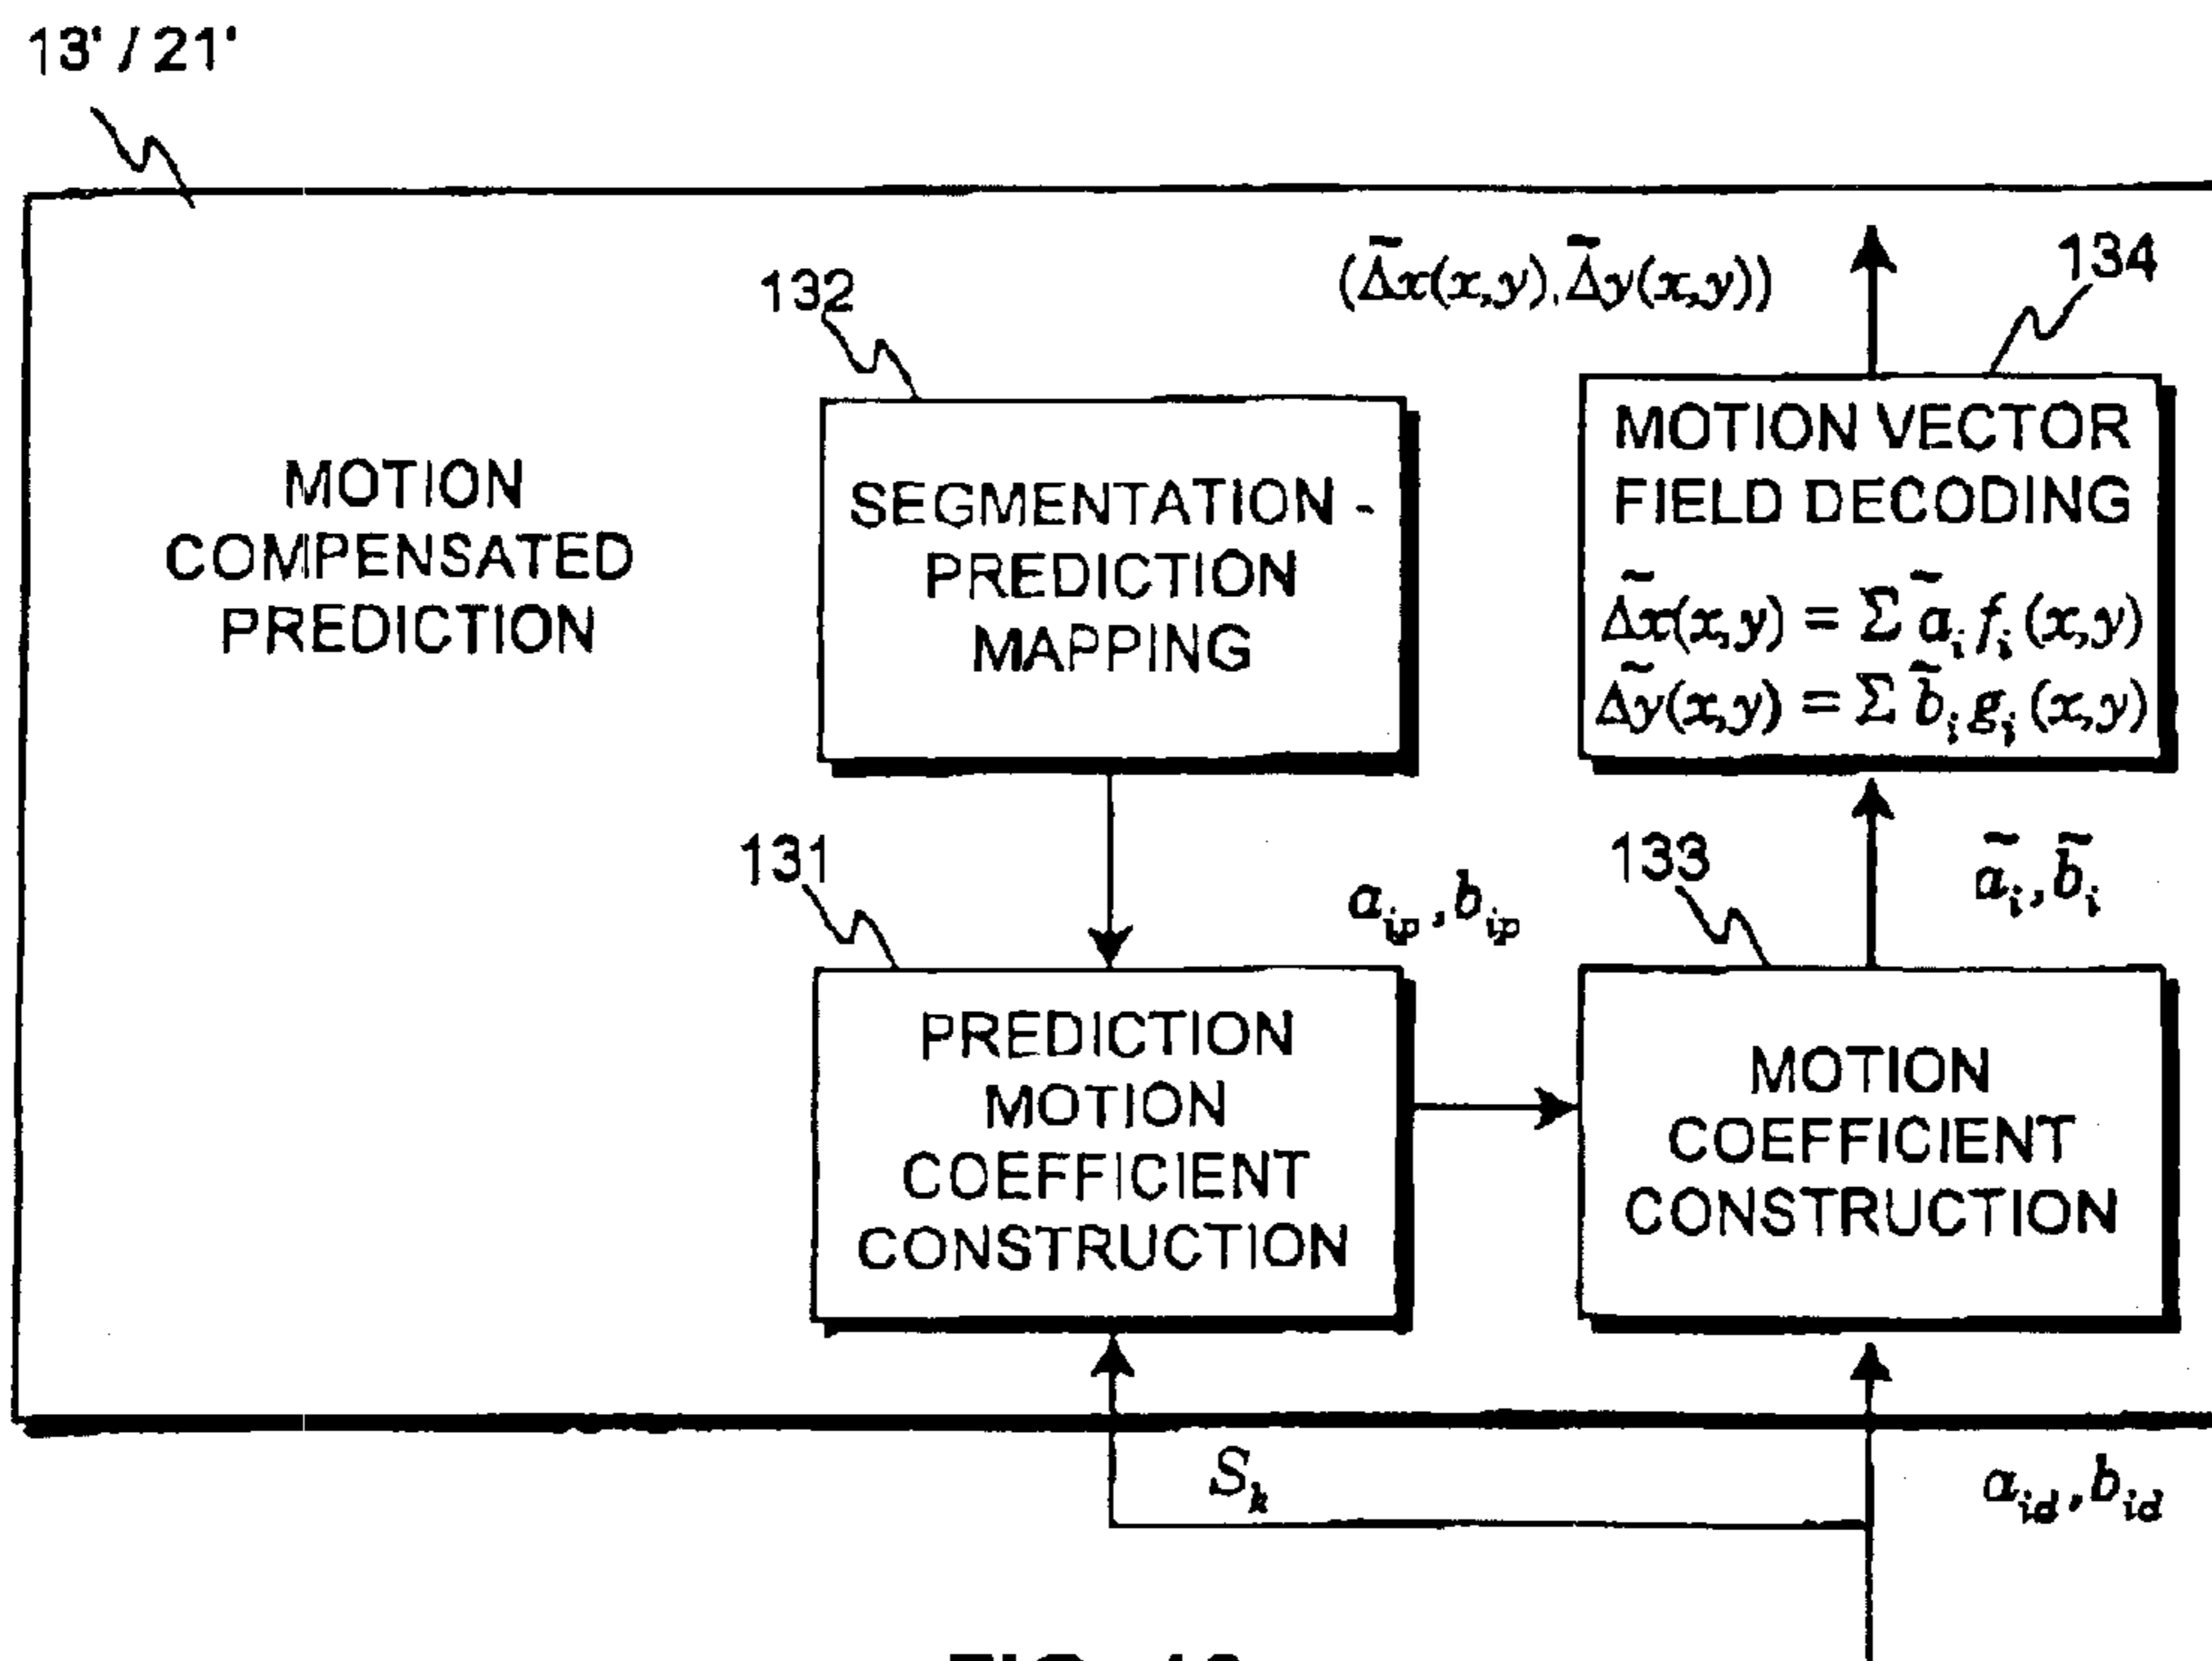 13' / 21'
132
(Δ̃x(x,y), Δ̃y(x,y))
134
MOTION
COMPENSATED
PREDICTION
SEGMENTATION -
PREDICTION
MAPPING
MOTION VECTOR
FIELD DECODING
Δ̃x(x,y) = Σ ã_i f_i (x,y)
Δ̃y(x,y) = Σ b̃_i g_i (x,y)
131
a_ip, b_ip
133
ã_i, b̃_i
PREDICTION
MOTION
COEFFICIENT
CONSTRUCTION
MOTION
COEFFICIENT
CONSTRUCTION
S_k
a_id, b_id